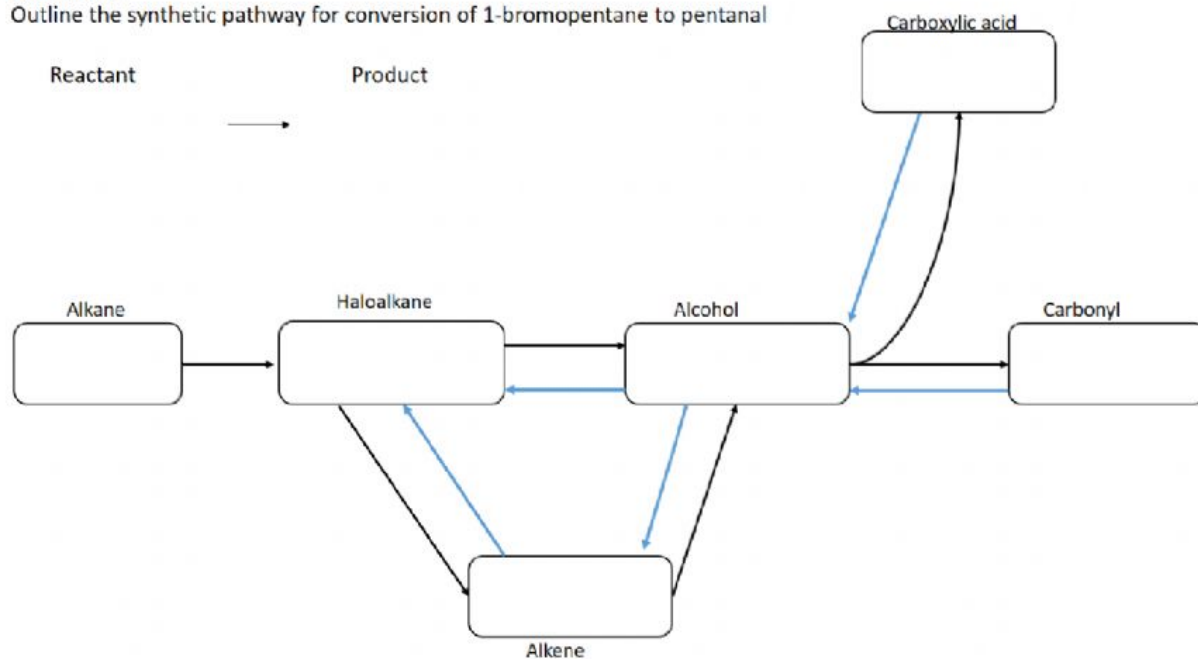 Outline the synthetic pathway for conversion of 1-bromopentane to pentanal
Carboxylic acid
Reactant
Product
Alkane
Haloalkane
Alcohol
Carbonyl
Alkene